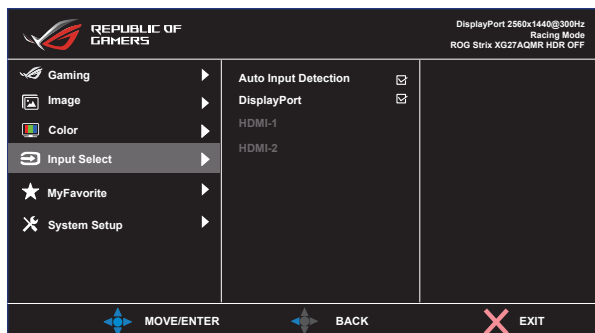 REPUBLIC OF
GAMERS
DisplayPort 2560x1440@300Hz
Racing Mode
ROG Strix XG27AQMR HDR OFF
Gaming
Image
Color
Input Select
MyFavorite
System Setup
Auto Input Detection
DisplayPort
HDMI-1
HDMI-2
MOVE/ENTER
BACK
EXIT